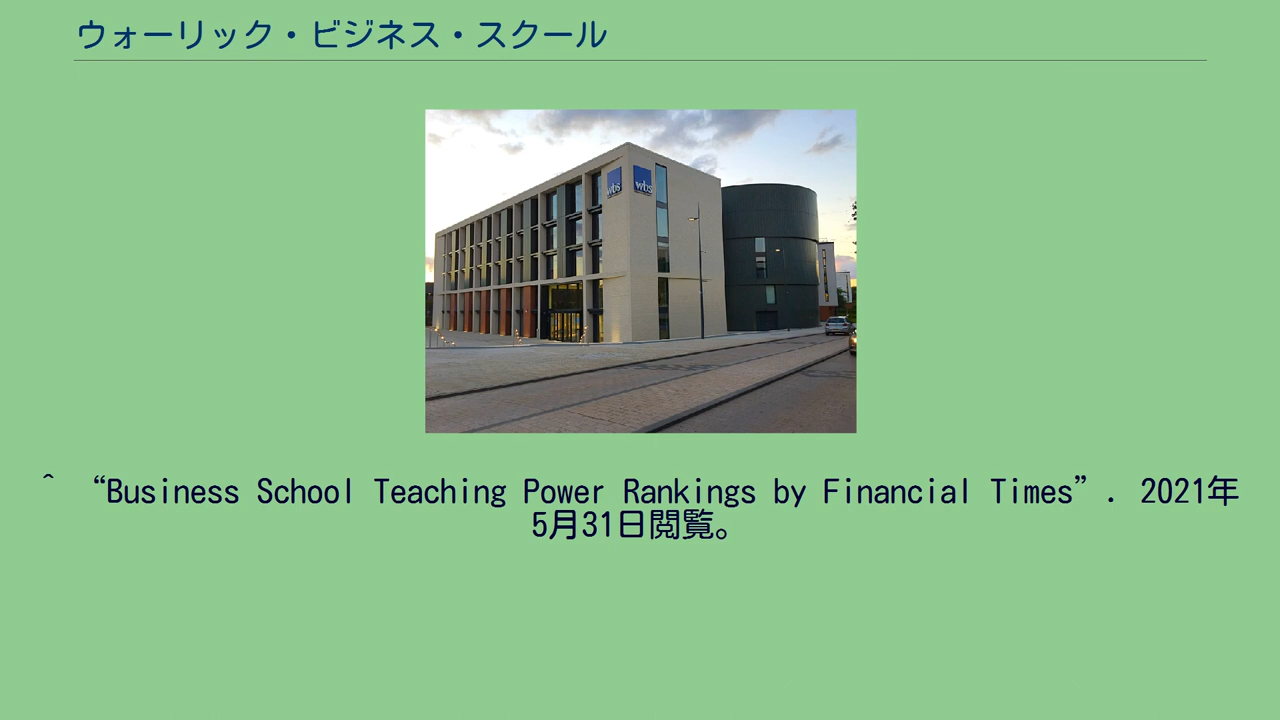 ウォーリック・ビジネス・スクール
wbs wbs
^ “Business School Teaching Power Rankings by Financial Times”. 2021年
5月31日閲覧。